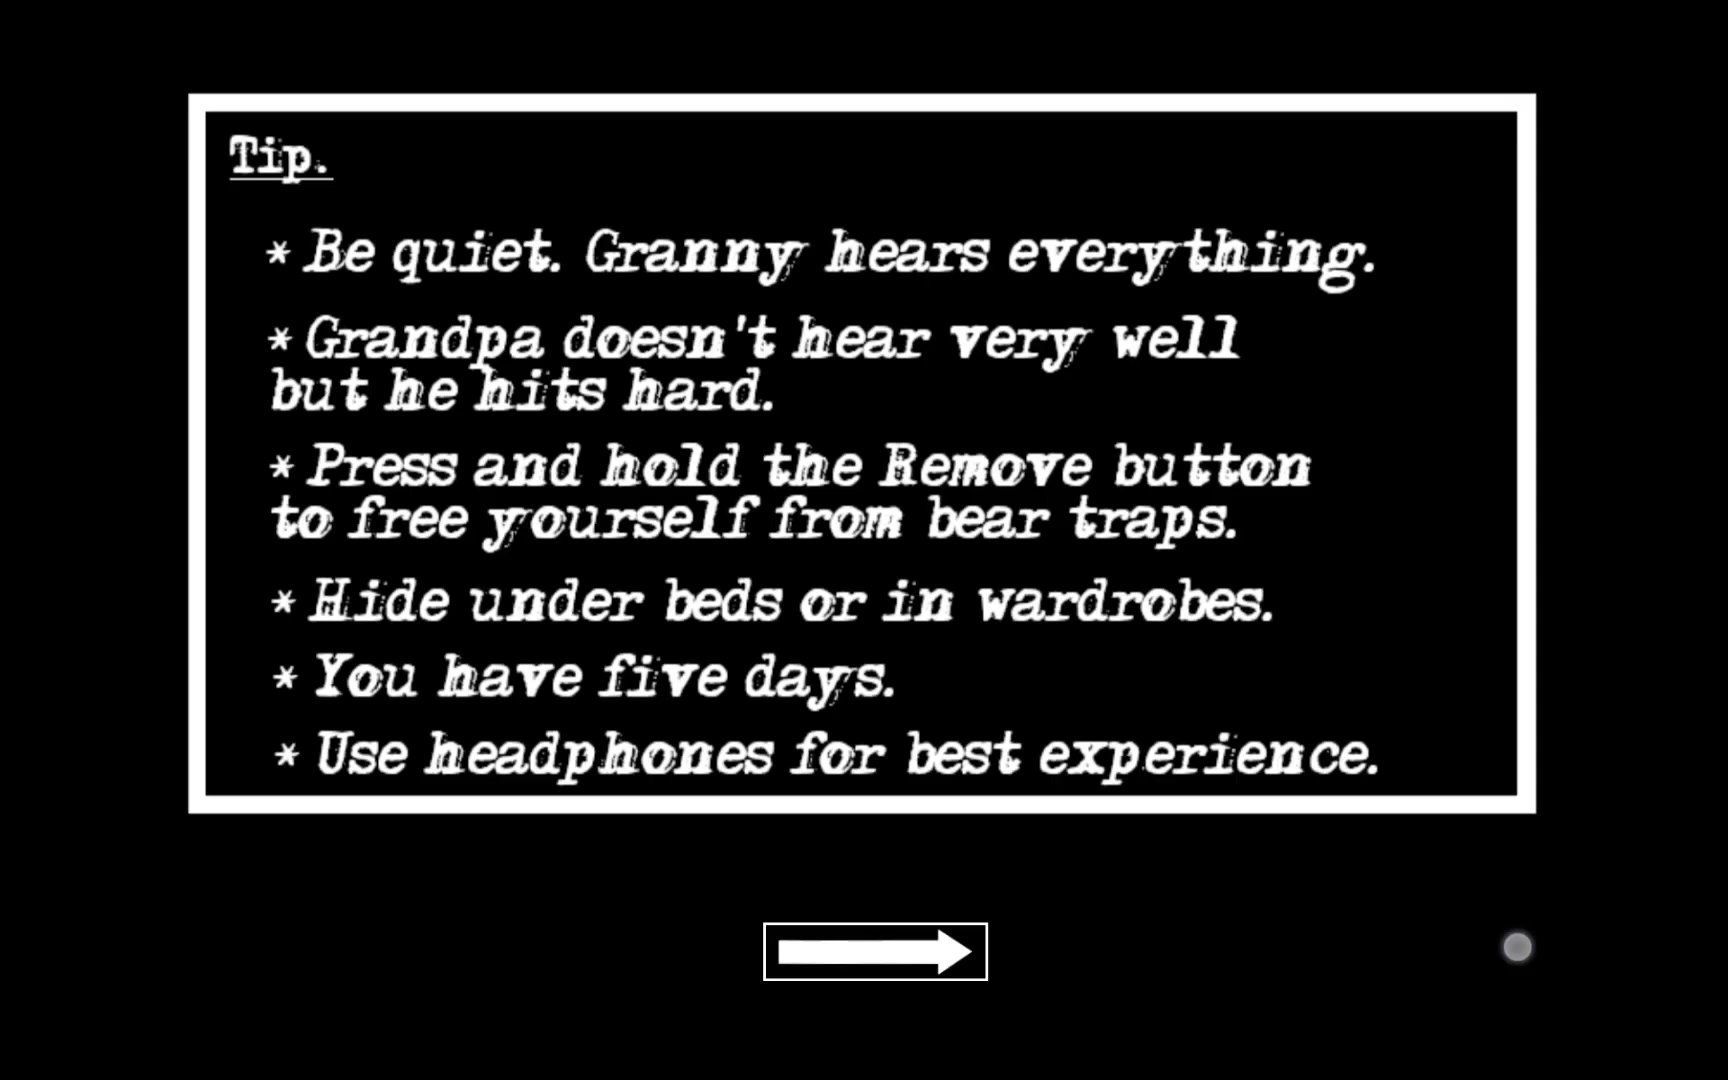 Tip.
* Be quiet. Granny hears everything.
* Grandpa doesn't hear very well
but he hits hard.
* Press and hold the Remove button
to free yourself from bear traps.
* Hide under beds or in wardrobes.
* You have five days.
* Use headphones for best experience.